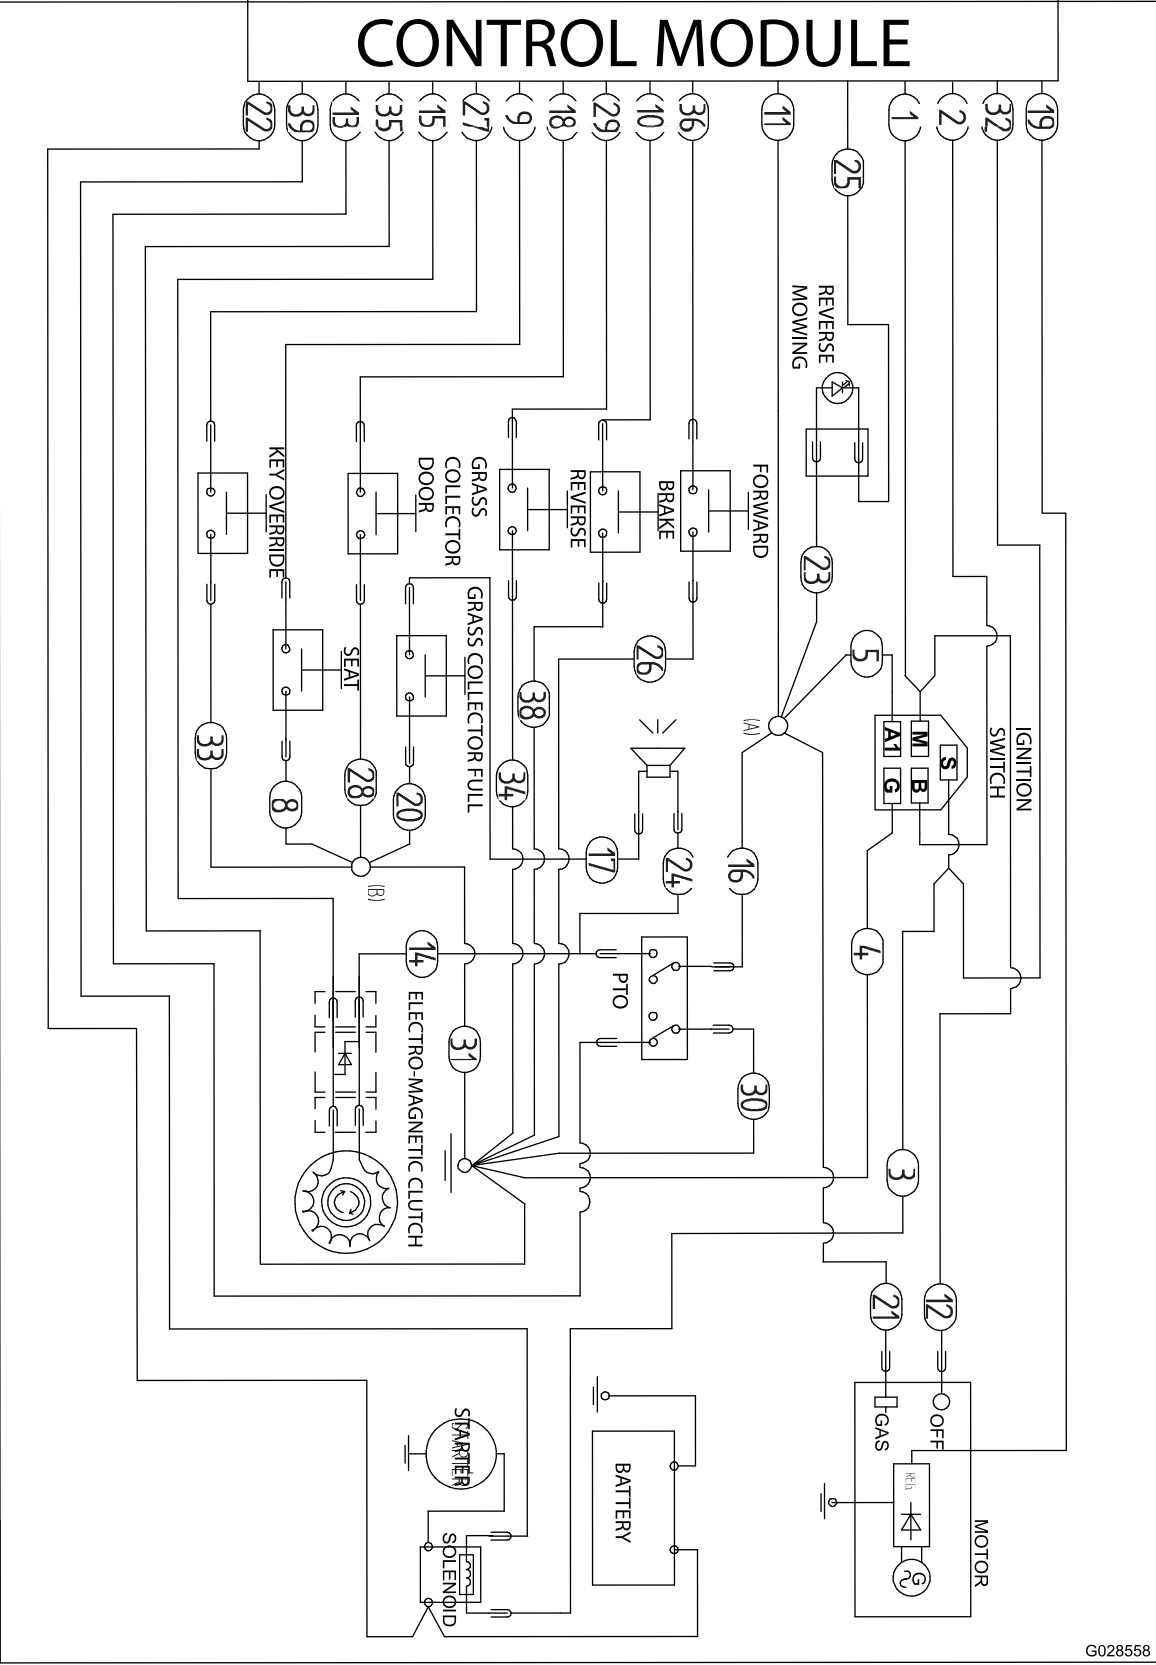 CONTROL MODULE
22
39
13
35
15
27
9
18
29
10
36
11
25
1
2
32
19
REVERSE
MOWING
KEY OVERRIDE
GRASS
COLLECTOR
DOOR
REVERSE
BRAKE
FORWARD
23
SEAT
GRASS COLLECTOR FULL
26
5
38
(A)
33
8
28
20
34
A1
M
S
G
B
IGNITION
SWITCH
17
24
16
(B)
14
4
PTO
31
ELECTRO-MAGNETIC CLUTCH
30
3
21
12
GAS
OFF
STARTER
SOLENOID
BATTERY
REG
G
MOTOR
G028558